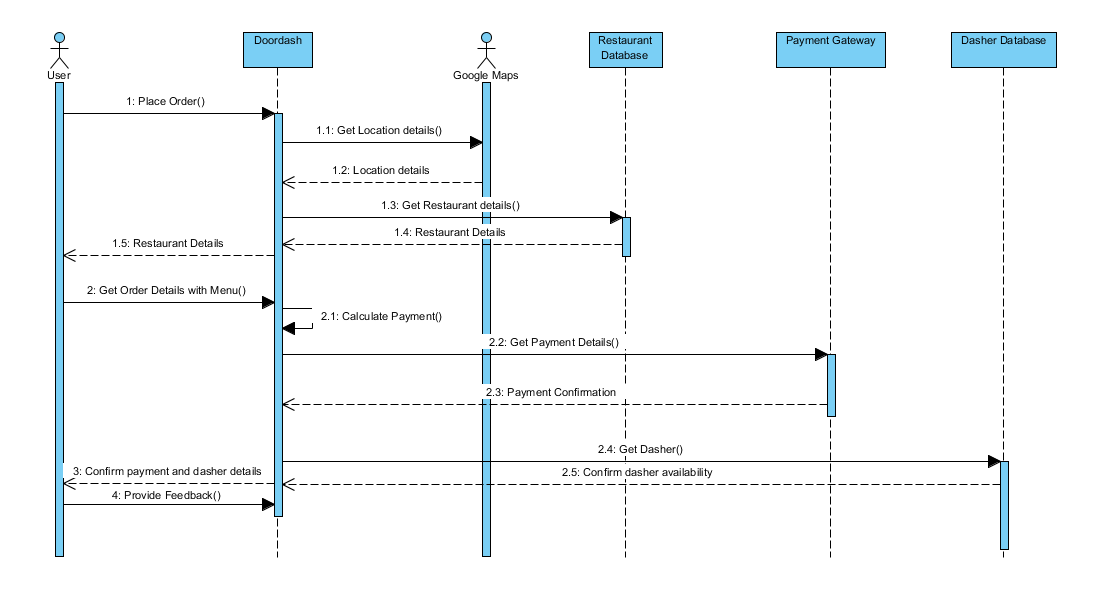 Doordash
Restaurant
Database
Payment Gateway
Dasher Database
User
Google Maps
1: Place Order()
1.1: Get Location details()
1.2: Location details
1.3: Get Restaurant details()
1.4: Restaurant Details
1.5: Restaurant Details
2: Get Order Details with Menu()
2.1: Calculate Payment()
2.2: Get Payment Details()
2.3: Payment Confirmation
2.4: Get Dasher()
3: Confirm payment and dasher details
2.5: Confirm dasher availability
4: Provide Feedback()